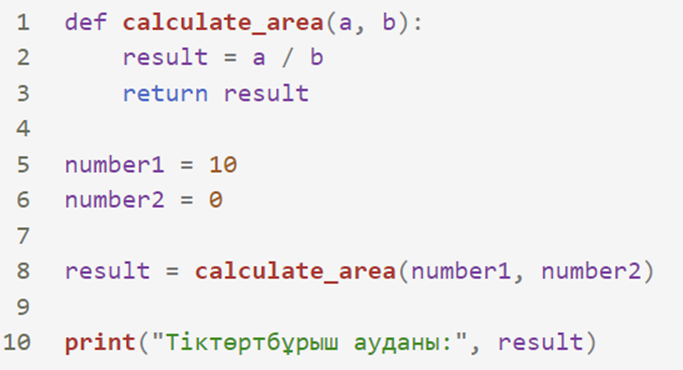 1 def calculate_area(a, b):
2     result = a / b
3     return result
4
5 number1 = 10
6 number2 = 0
7
8 result = calculate_area(number1, number2)
9
10 print("Тіктөртбұрыш ауданы:", result)